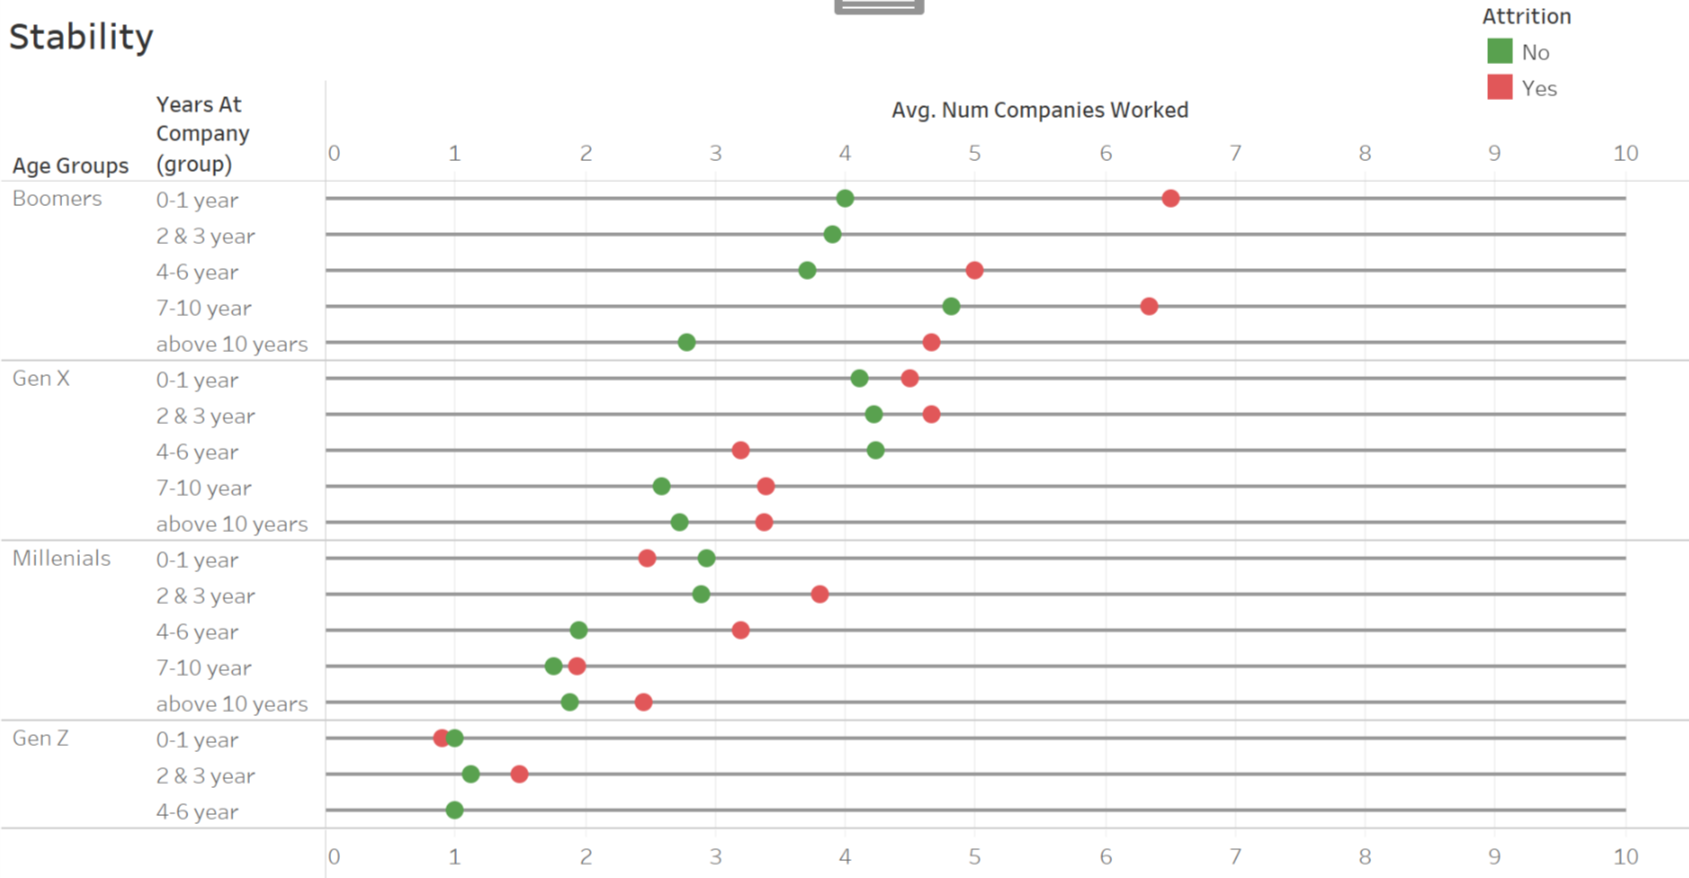 Stability
Attrition
No
Yes
Age Groups
Years At
Company
(group)
Avg. Num Companies Worked
0 1 2 3 4 5 6 7 8 9 10
Boomers 0-1 year
2 & 3 year
4-6 year
7-10 year
above 10 years
Gen X 0-1 year
2 & 3 year
4-6 year
7-10 year
above 10 years
Millenials 0-1 year
2 & 3 year
4-6 year
7-10 year
above 10 years
Gen Z 0-1 year
2 & 3 year
4-6 year
0 1 2 3 4 5 6 7 8 9 10